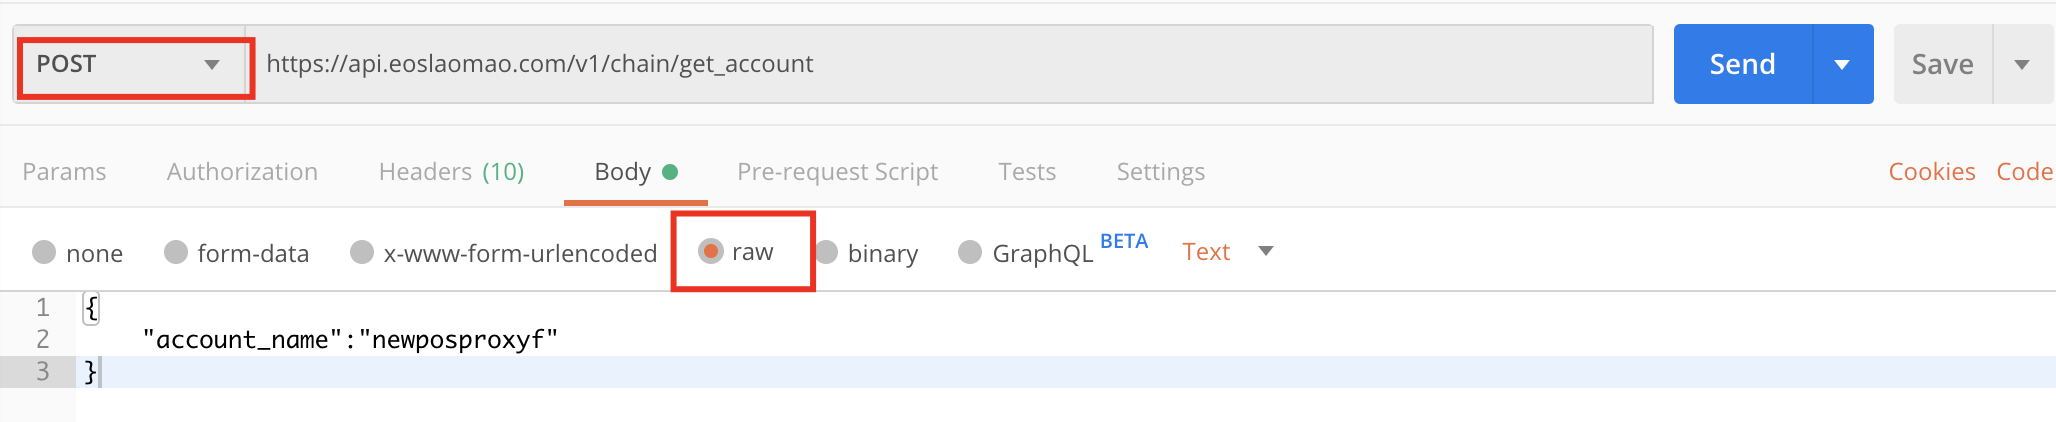 POST https://api.eoslaomao.com/v1/chain/get_account Send Save
Params Authorization Headers (10) Body Pre-request Script Tests Settings Cookies Code
none form-data x-www-form-urlencoded raw binary GraphQL BETA Text
1 {
2 "account_name":"newposproxyf"
3 }